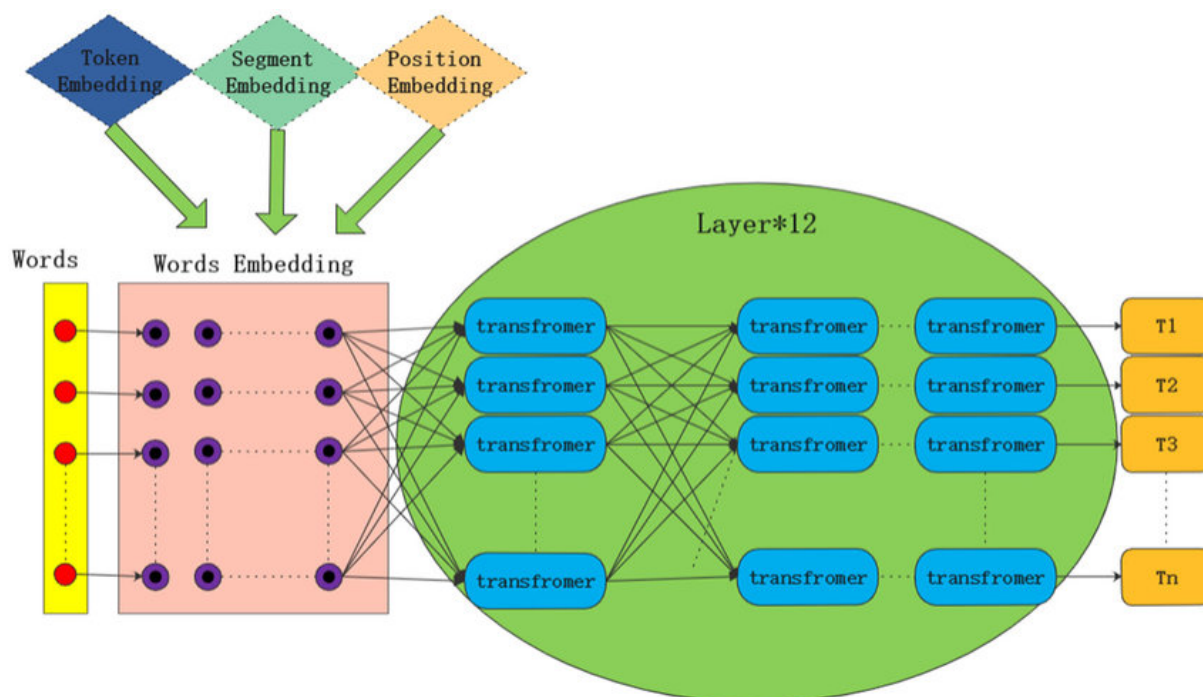 Token
Embedding
Segment
Embedding
Position
Embedding
Layer*12
Words
Words Embedding
transfromer
transfromer
transfromer
T1
transfromer
transfromer
transfromer
T2
transfromer
transfromer
transfromer
T3
transfromer
transfromer
transfromer
Tn